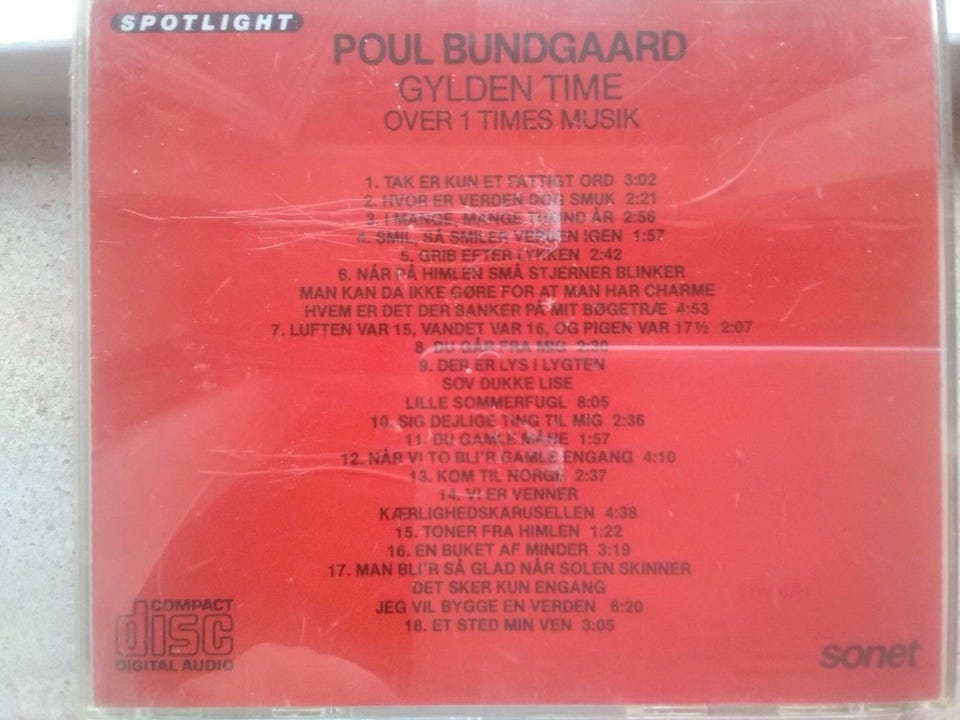 SPOTLIGHT
POUL BUNDGAARD
GYLDEN TIME
OVER 1 TIMES MUSIK
1. TAK ER KUN ET FATTIGT ORD 3:02
2. HVOR ER VERDEN DOG SMUK 2:21
3. I MANGE, MANGE TUSIND ÅR 2:56
4. SMIL, SÅ SMILER VERDEN IGEN 1:57
5. GRIB EFTER LYKKEN 2:42
6. NÅR PÅ HIMLEN SMÅ STJERNER BLINKER
MAN KAN DA IKKE GØRE FOR AT MAN HAR CHARME
HVEM ER DET DER BANKER PÅ MIT BØGETRÆ 4:53
7. LUFTEN VAR 15, VANDET VAR 16, OG PIGEN VAR 17½ 2:07
8. DU GÅR FRA MIG 2:30
9. DER ER LYS I LYGTEN
SOV DUKKE LISE
LILLE SOMMERFUGL 8:05
10. SIG DEJLIGE TING TIL MIG 2:36
11. DU GAMLE MÅNE 1:57
12. NÅR VI TO BLI'R GAMLE ENGANG 4:10
13. KOM TIL NORGE 2:37
14. VI ER VENNER
KÆRLIGHEDSKARUSELLEN 4:38
15. TONER FRA HIMLEN 1:22
16. EN BUKET AF MINDER 3:19
17. MAN BLI'R SÅ GLAD NÅR SOLEN SKINNER
DET SKER KUN ENGANG
JEG VIL BYGGE EN VERDEN 6:20
18. ET STED MIN VEN 3:05
COMPACT
disc
DIGITAL AUDIO
sonet